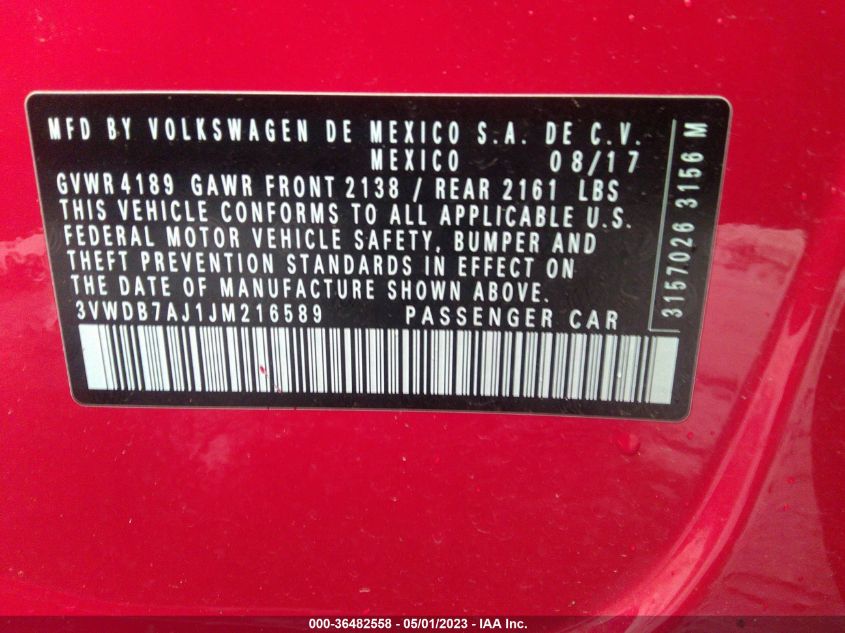 MFD BY VOLKSWAGEN DE MEXICO S.A. DE C.V.
MEXICO 08/17
GVWR 4189 GAWR FRONT 2138 / REAR 2161 LBS
THIS VEHICLE CONFORMS TO ALL APPLICABLE U.S.
FEDERAL MOTOR VEHICLE SAFETY, BUMPER AND
THEFT PREVENTION STANDARDS IN EFFECT ON
THE DATE OF MANUFACTURE SHOWN ABOVE.
3VWDB7AJ1JM216589 PASSENGER CAR
3157026 3156 M
000-36482558 - 05/01/2023 - IAA Inc.